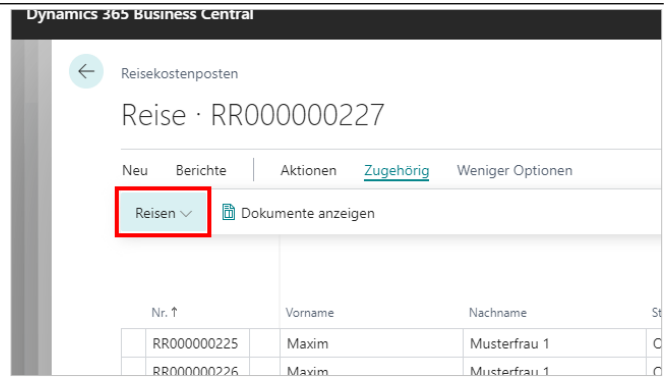 Dynamics 365 Business Central
Reisekostenposten
Reise · RR000000227
Neu Berichte Aktionen Zugehörig Weniger Optionen
Reisen Dokumente anzeigen
Nr. ↑ Vorname Nachname
RR000000225 Maxim Musterfrau 1
RR000000226 Maxim Musterfrau 1